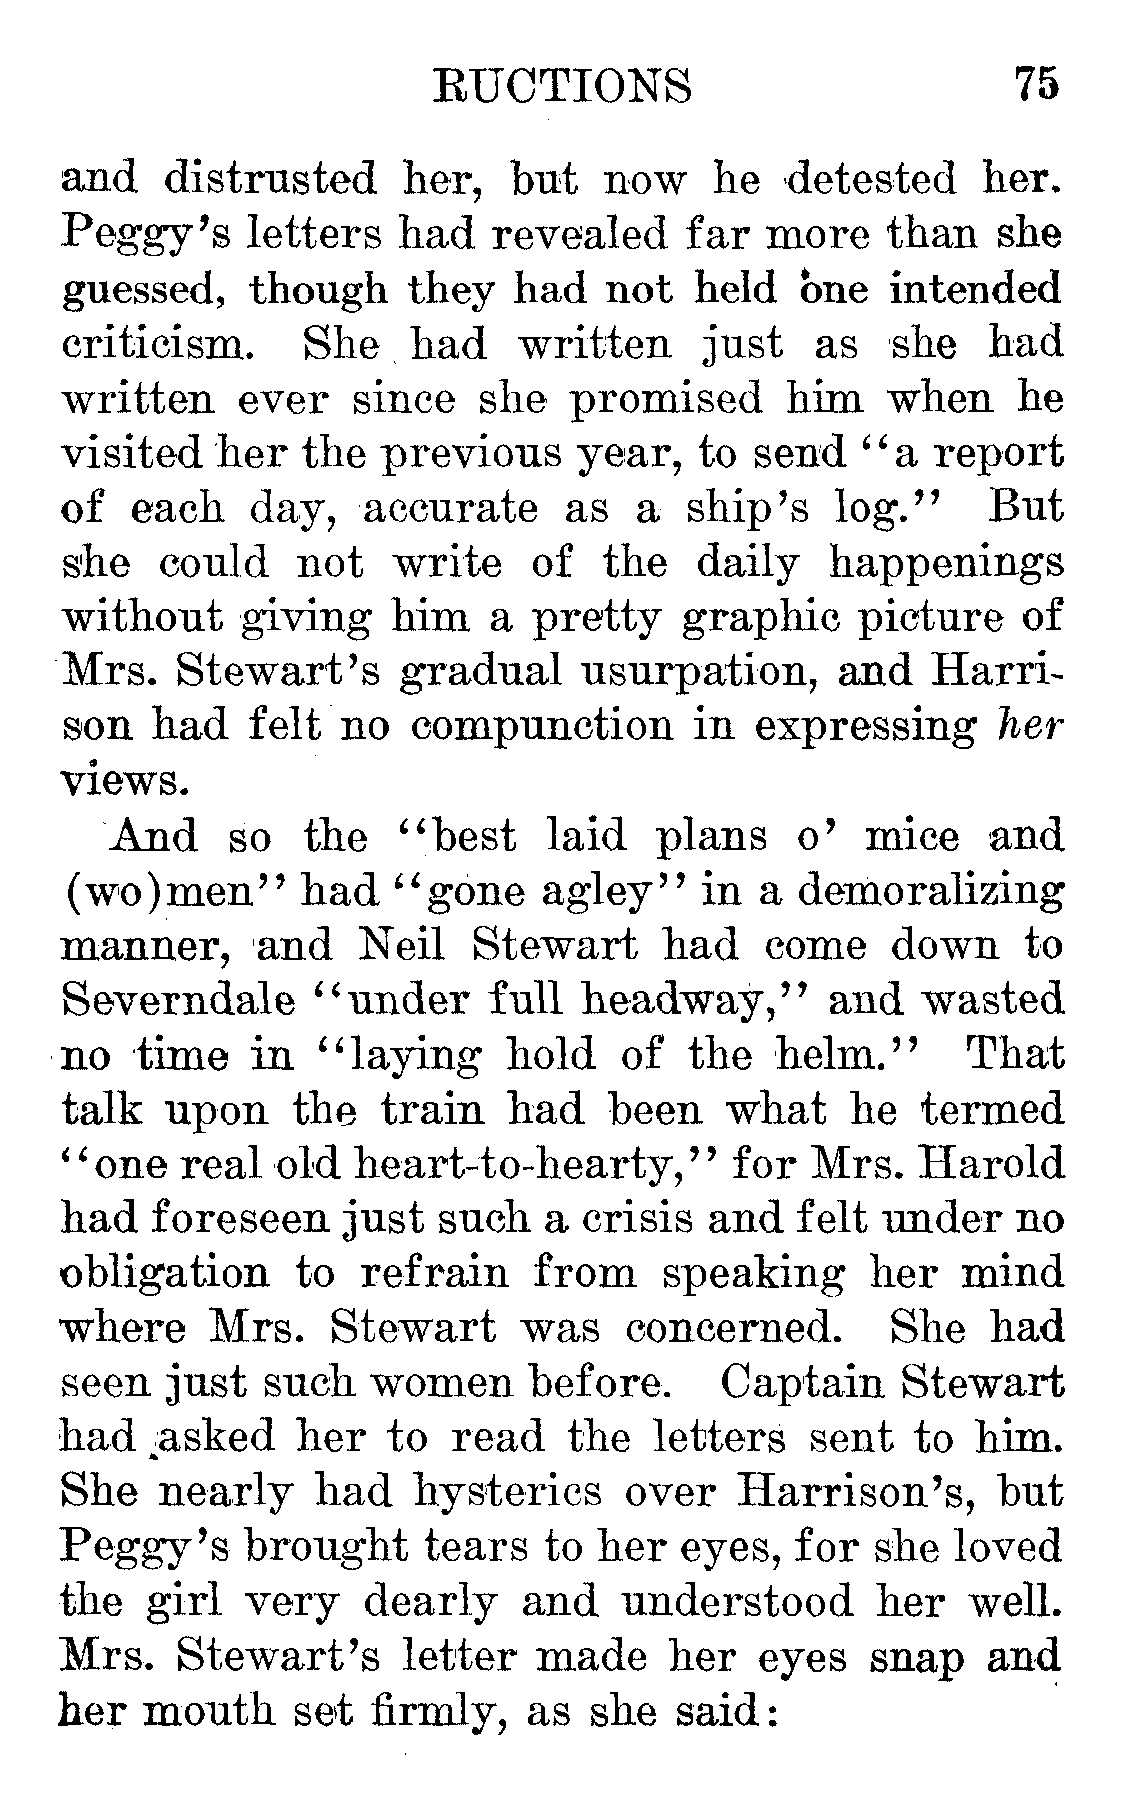 RUCTIONS 75
and distrusted her, but now he detested her.
Peggy's letters had revealed far more than she
guessed, though they had not held one intended
criticism. She had written just as she had
written ever since she promised him when he
visited her the previous year, to send "a report
of each day, accurate as a ship's log." But
she could not write of the daily happenings
without giving him a pretty graphic picture of
Mrs. Stewart's gradual usurpation, and Harri-
son had felt no compunction in expressing her
views.
And so the "best laid plans o' mice and
(wo)men" had "gone agley" in a demoralizing
manner, and Neil Stewart had come down to
Severndale "under full headway," and wasted
no time in "laying hold of the helm." That
talk upon the train had been what he termed
"one real old heart-to-hearty," for Mrs. Harold
had foreseen just such a crisis and felt under no
obligation to refrain from speaking her mind
where Mrs. Stewart was concerned. She had
seen just such women before. Captain Stewart
had asked her to read the letters sent to him.
She nearly had hysterics over Harrison's, but
Peggy's brought tears to her eyes, for she loved
the girl very dearly and understood her well.
Mrs. Stewart's letter made her eyes snap and
her mouth set firmly, as she said: